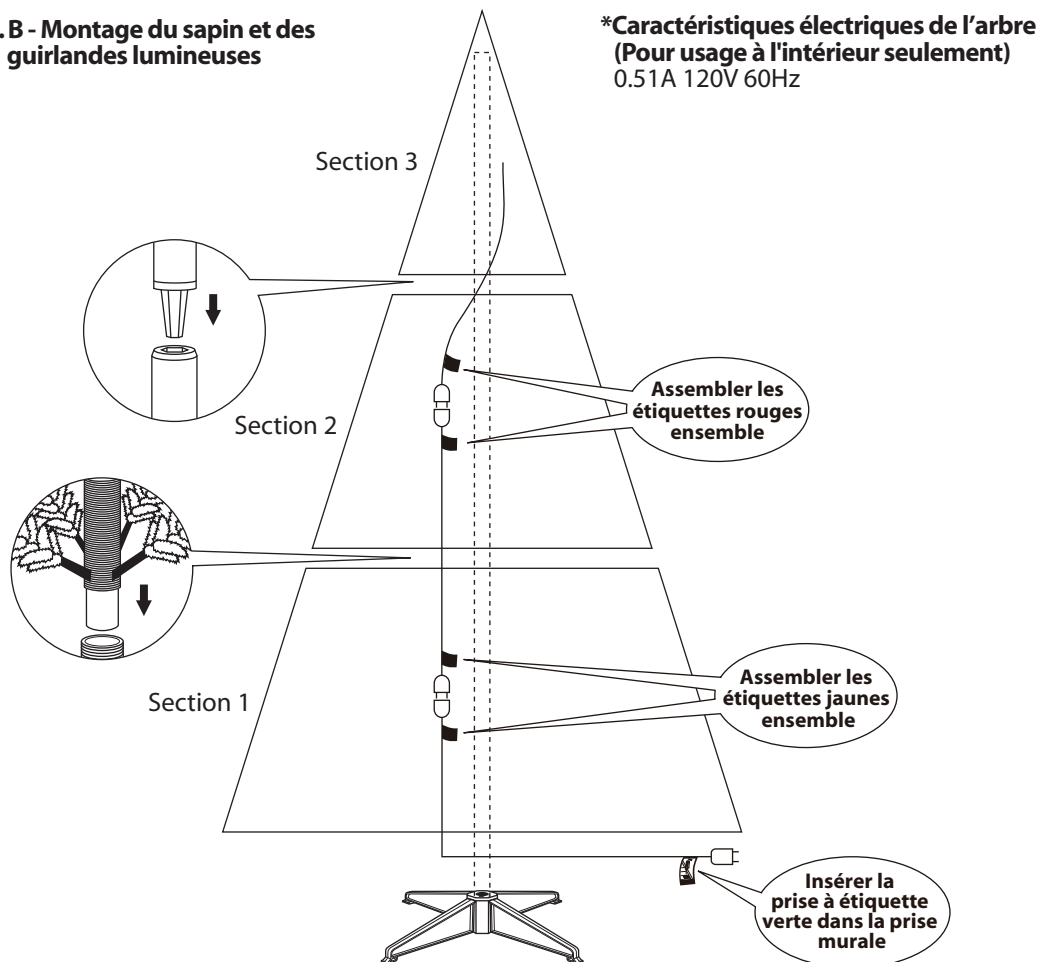 . B - Montage du sapin et des
guirlandes lumineuses
*Caractéristiques électriques de l’arbre
(Pour usage à l'intérieur seulement)
0.51A 120V 60Hz
Section 3
Assembler les
étiquettes rouges
ensemble
Section 2
Assembler les
étiquettes jaunes
ensemble
Section 1
Insérer la
prise à étiquette
verte dans la prise
murale